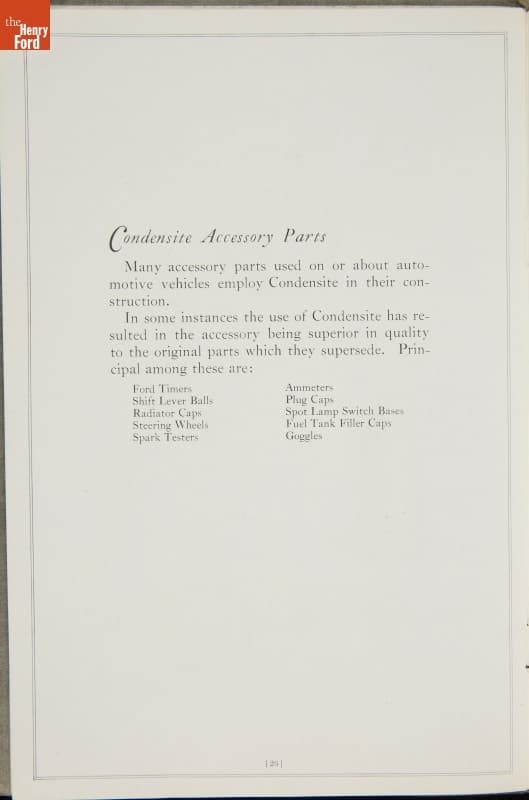 the
Henry
Ford
Condensite Accessory Parts
Many accessory parts used on or about auto-
motive vehicles employ Condensite in their con-
struction.
In some instances the use of Condensite has re-
sulted in the accessory being superior in quality
to the original parts which they supersede. Prin-
cipal among these are:
Ford Timers
Shift Lever Balls
Radiator Caps
Steering Wheels
Spark Testers
Ammeters
Plug Caps
Spot Lamp Switch Bases
Fuel Tank Filler Caps
Goggles
[26]